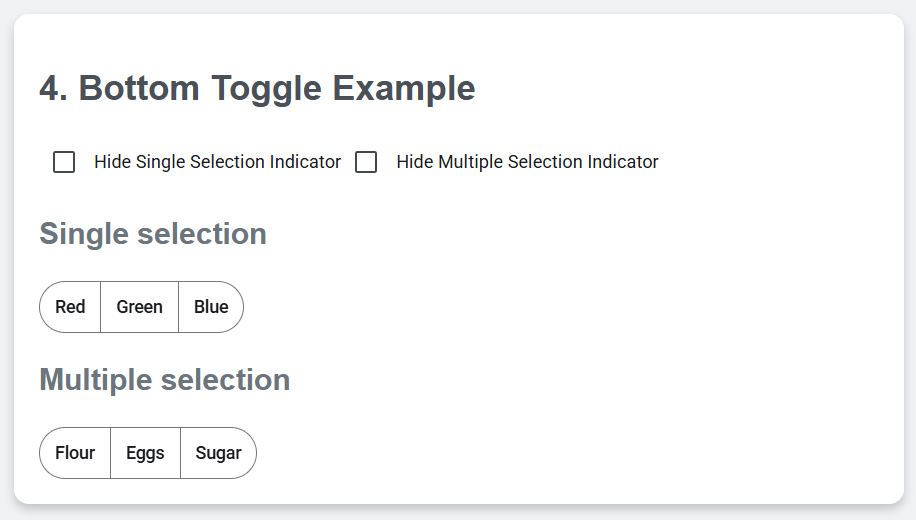 4. Bottom Toggle Example
Hide Single Selection Indicator Hide Multiple Selection Indicator
Single selection
Red Green Blue
Multiple selection
Flour Eggs Sugar